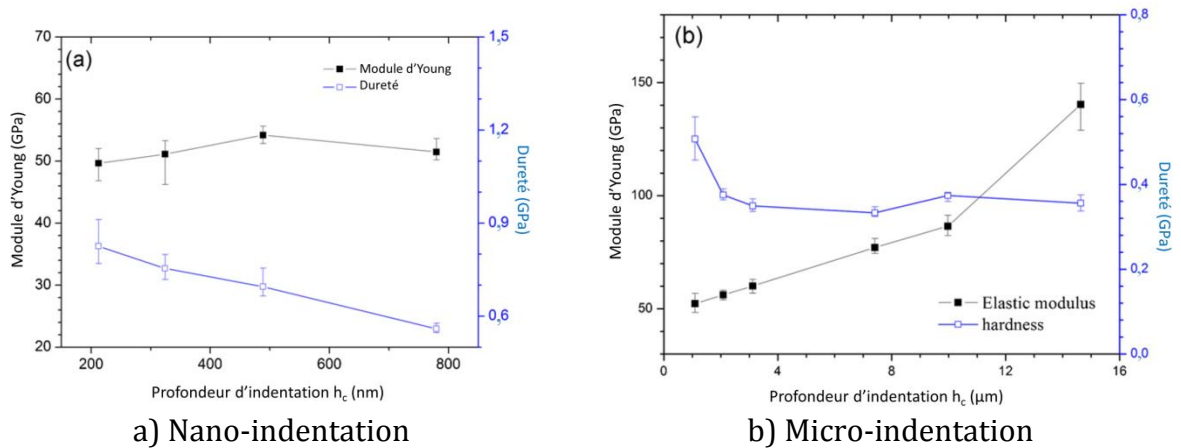 (a)
Module d'Young
Dureté
70
60
50
40
30
20
1,5
1,2
0,9
0,6
200
400
600
800
Module d'Young (GPa)
Dureté (GPa)
Profondeur d'indentation hc (nm)
a) Nano-indentation
(b)
150
100
50
0,8
0,6
0,4
0,2
0,0
0
4
8
12
16
Elastic modulus
hardness
Module d'Young (GPa)
Dureté (GPa)
Profondeur d'indentation hc (µm)
b) Micro-indentation